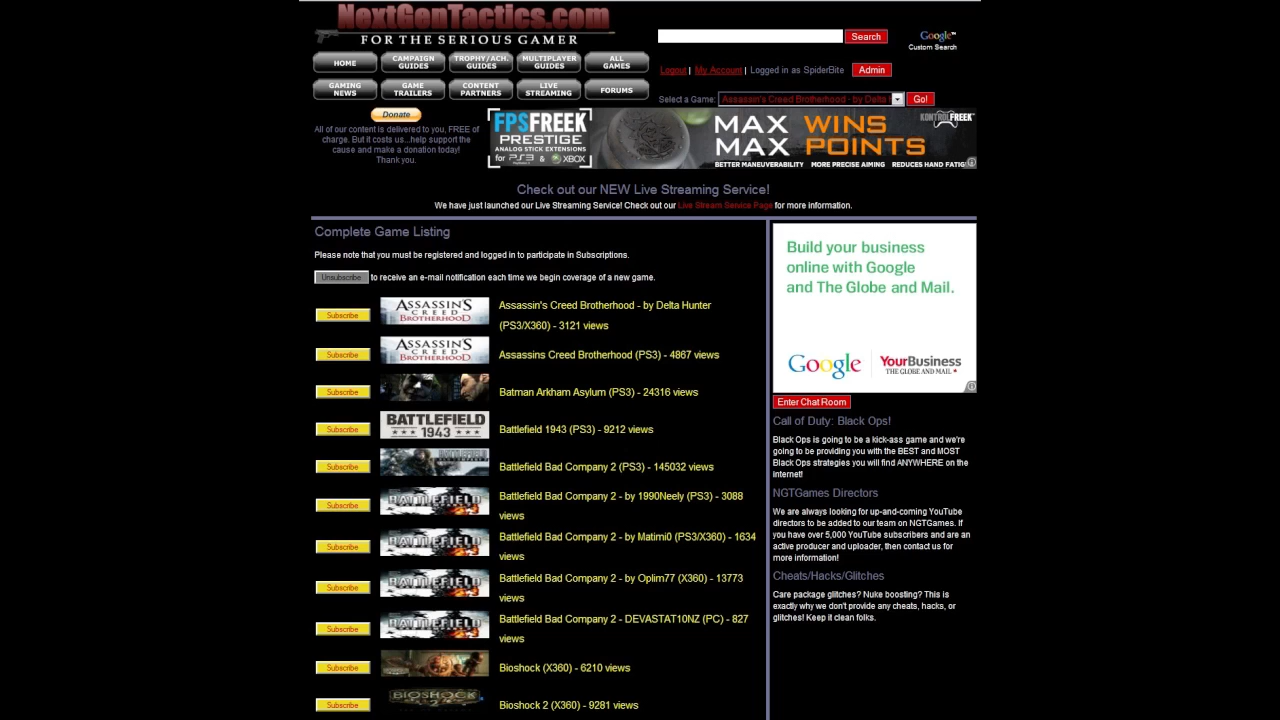 NextGenTactics.com
FOR THE SERIOUS GAMER
Search
Google™
Custom Search
HOME
CAMPAIGN GUIDES
TROPHY/ACH. GUIDES
MULTIPLAYER GUIDES
ALL GAMES
Logout | My Account | Logged in as SpiderBite Admin
GAMING NEWS
GAME TRAILERS
CONTENT PARTNERS
LIVE STREAMING
FORUMS
Select a Game: Assassin's Creed Brotherhood - by Delta Go!
Donate
All of our content is delivered to you, FREE of
charge. But it costs us...help support the
cause and make a donation today!
Thank you.
FPSFREEK
PRESTIGE
ANALOG STICK EXTENSIONS
for PS3 & XBOX
MAX WINS
MAX POINTS
BETTER MANEUVERABILITY MORE PRECISE AIMING REDUCES HAND FATIG
KONTROLFREEK
Check out our NEW Live Streaming Service!
We have just launched our Live Streaming Service! Check out our Live Stream Service Page for more information.
Complete Game Listing
Please note that you must be registered and logged in to participate in Subscriptions.
Unsubscribe to receive an e-mail notification each time we begin coverage of a new game.
Subscribe
ASSASSIN'S
CREED
BROTHERHOOD
Assassin's Creed Brotherhood - by Delta Hunter
(PS3/X360) - 3121 views
Subscribe
ASSASSIN'S
CREED
BROTHERHOOD
Assassins Creed Brotherhood (PS3) - 4867 views
Subscribe
Batman Arkham Asylum (PS3) - 24316 views
Subscribe
BATTLEFIELD
1943
Battlefield 1943 (PS3) - 9212 views
Subscribe
BATTLEFIELD
Battlefield Bad Company 2 (PS3) - 145032 views
Subscribe
BATTLEFIELD
Battlefield Bad Company 2 - by 1990Neely (PS3) - 3088
views
Subscribe
BATTLEFIELD
Battlefield Bad Company 2 - by Matimi0 (PS3/X360) - 1634
views
Subscribe
BATTLEFIELD
Battlefield Bad Company 2 - by Oplim77 (X360) - 13773
views
Subscribe
BATTLEFIELD
Battlefield Bad Company 2 - DEVASTAT10NZ (PC) - 827
views
Subscribe
Bioshock (X360) - 6210 views
Subscribe
BIOSHOCK
2
Bioshock 2 (X360) - 9281 views
Build your business
online with Google
and The Globe and Mail.
Google
YourBusiness
THE GLOBE AND MAIL
Enter Chat Room
Call of Duty: Black Ops!
Black Ops is going to be a kick-ass game and we're
going to be providing you with the BEST and MOST
Black Ops strategies you will find ANYWHERE on the
internet!
NGTGames Directors
We are always looking for up-and-coming YouTube
directors to be added to our team on NGTGames. If
you have over 5,000 YouTube subscribers and are an
active producer and uploader, then contact us for
more information!
Cheats/Hacks/Glitches
Care package glitches? Nuke boosting? This is
exactly why we don't provide any cheats, hacks, or
glitches! Keep it clean folks.